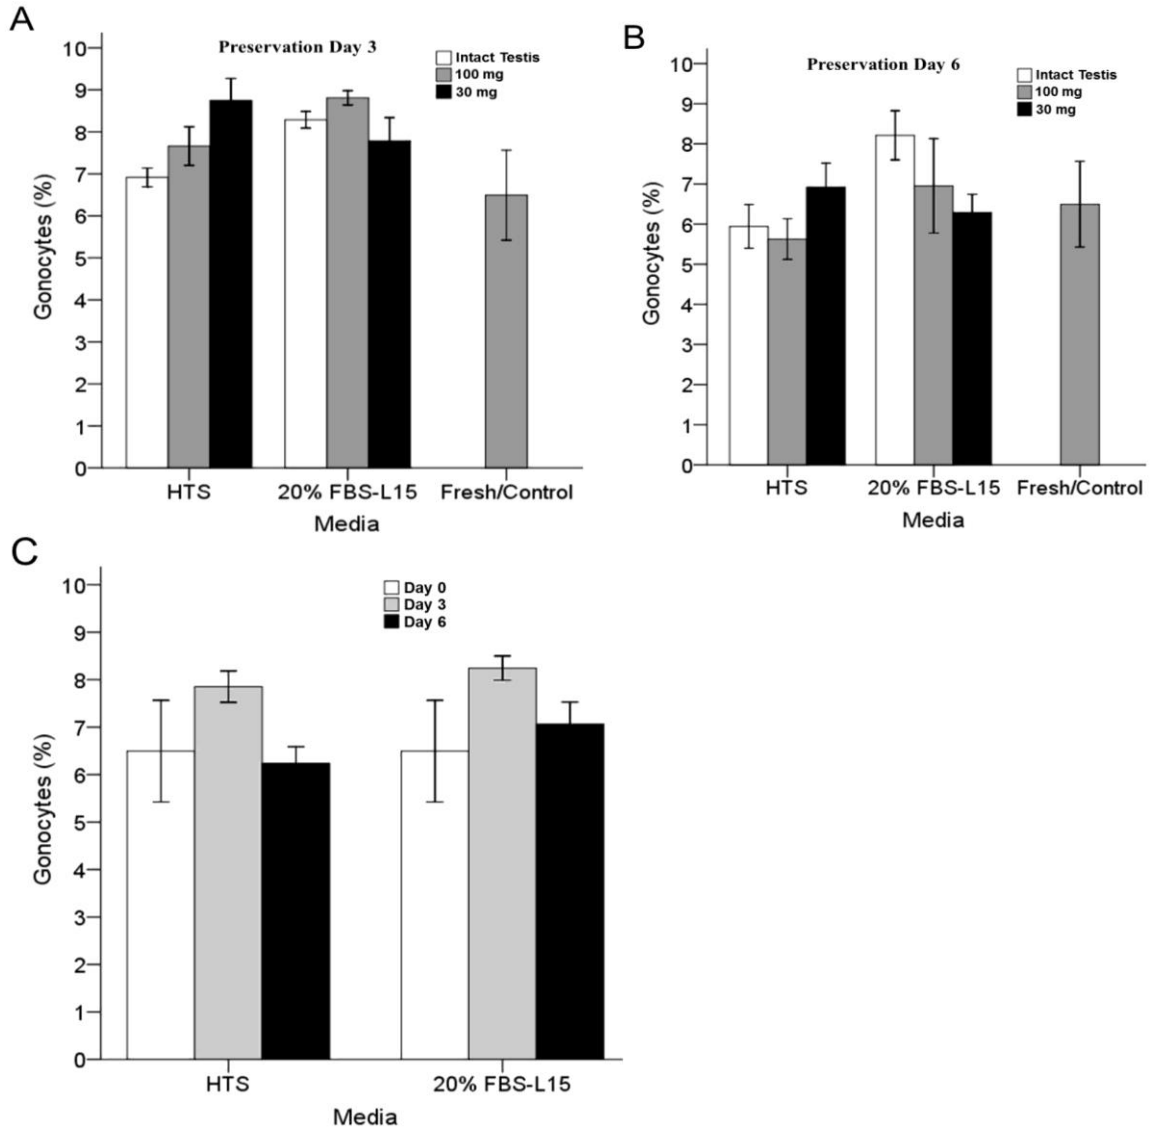 A
Preservation Day 3
Intact Testis
100 mg
30 mg
Gonocytes (%)
10
9
8
7
6
5
4
3
2
1
0
HTS 20% FBS-L15 Fresh/Control
Media
B
Preservation Day 6
Intact Testis
100 mg
30 mg
Gonocytes (%)
10
9
8
7
6
5
4
3
2
1
0
HTS 20% FBS-L15 Fresh/Control
Media
C
Day 0
Day 3
Day 6
Gonocytes (%)
10
9
8
7
6
5
4
3
2
1
0
HTS 20% FBS-L15
Media